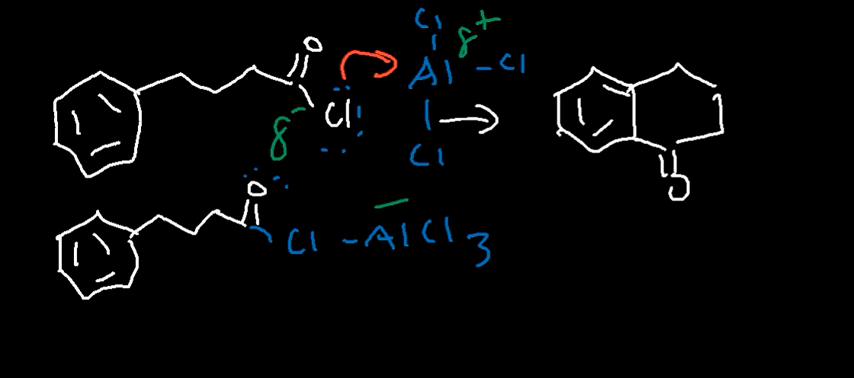 Cl δ+
O
Al - Cl
Cl
δ-
Cl
O
O
Cl - AlCl3